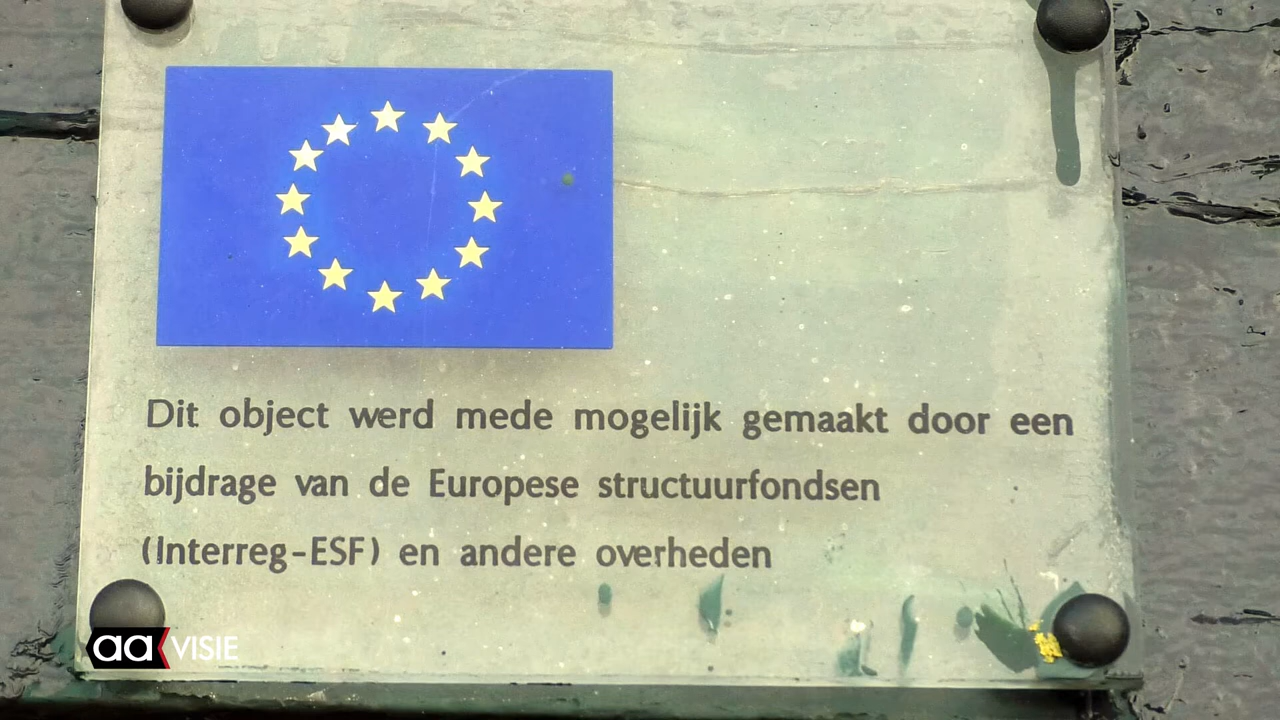 Dit object werd mede mogelijk gemaakt door een
bijdrage van de Europese structuurfondsen
(Interreg-ESF) en andere overheden
aa VISIE